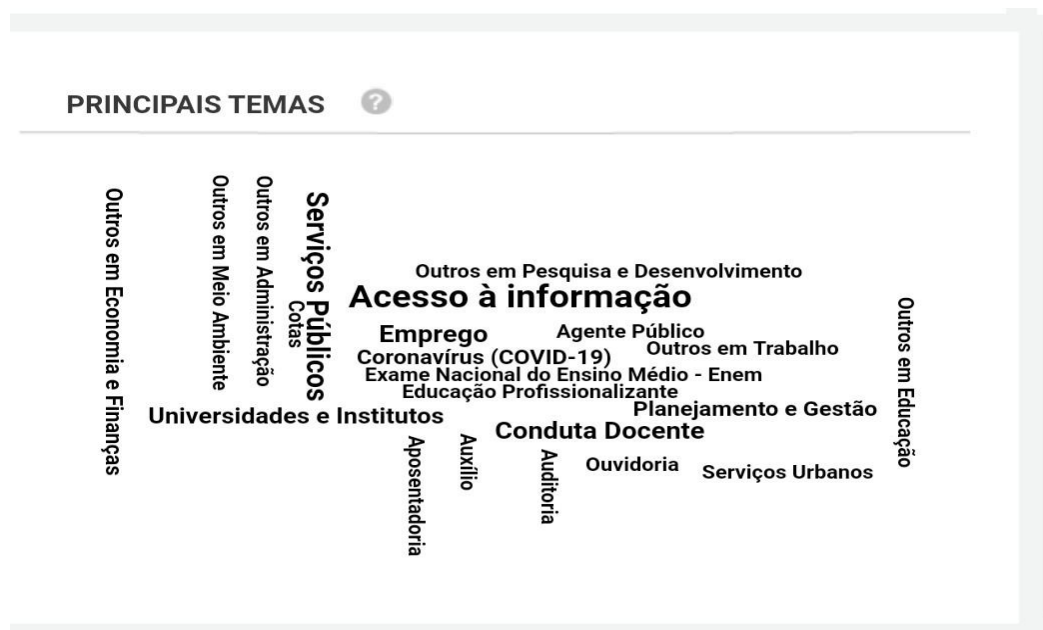 PRINCIPAIS TEMAS ?
Outros em Economia e Finanças
Outros em Meio Ambiente
Outros em Administração
Serviços Públicos
Cotas
Outros em Pesquisa e Desenvolvimento
Acesso à informação
Emprego
Agente Público
Outros em Trabalho
Coronavírus (COVID-19)
Exame Nacional do Ensino Médio - Enem
Educação Profissionalizante
Planejamento e Gestão
Universidades e Institutos
Conduta Docente
Outros em Educação
Aposentadoria
Auxílio
Auditoria
Ouvidoria
Serviços Urbanos